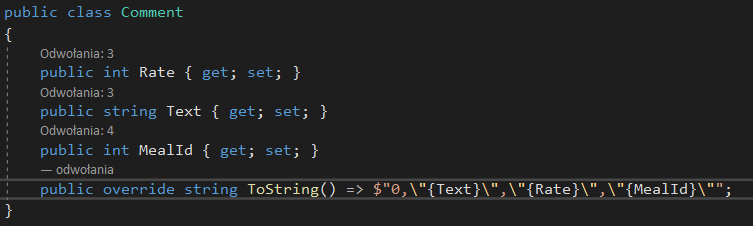 public class Comment
{
Odwołania: 3
public int Rate { get; set; }
Odwołania: 3
public string Text { get; set; }
Odwołania: 4
public int MealId { get; set; }
— odwołania
public override string ToString() => $"0,\"{Text}\",\"{Rate}\",\"{MealId}\"";
}